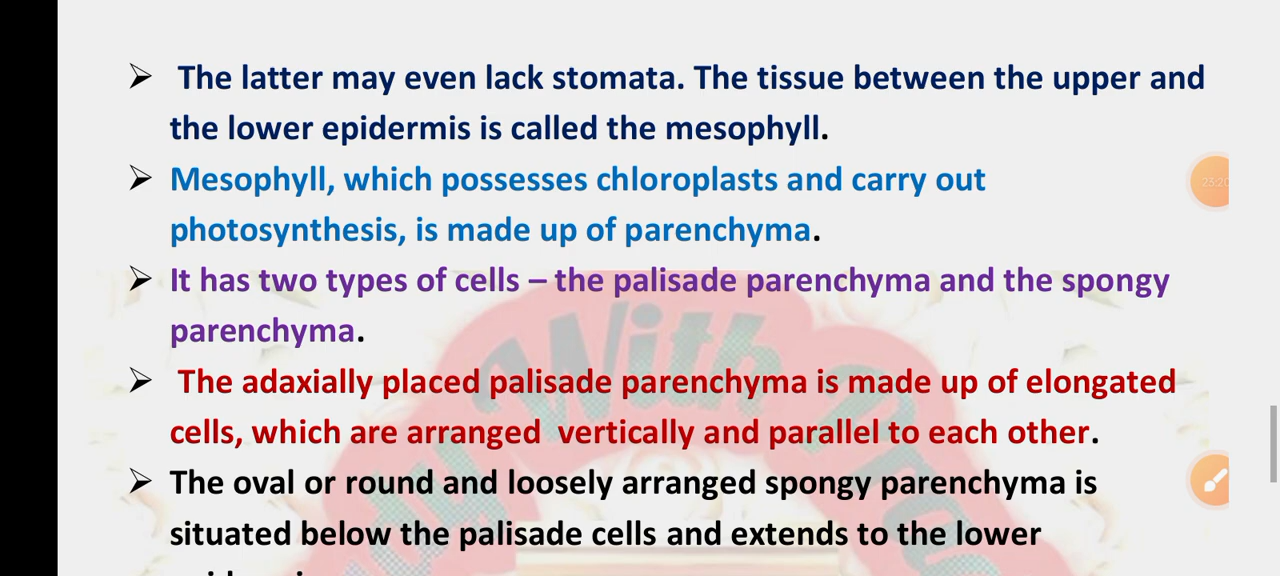 ➢ The latter may even lack stomata. The tissue between the upper and
the lower epidermis is called the mesophyll.
➢ Mesophyll, which possesses chloroplasts and carry out
photosynthesis, is made up of parenchyma.
➢ It has two types of cells – the palisade parenchyma and the spongy
parenchyma.
➢ The adaxially placed palisade parenchyma is made up of elongated
cells, which are arranged  vertically and parallel to each other.
➢ The oval or round and loosely arranged spongy parenchyma is
situated below the palisade cells and extends to the lower
23:20
With